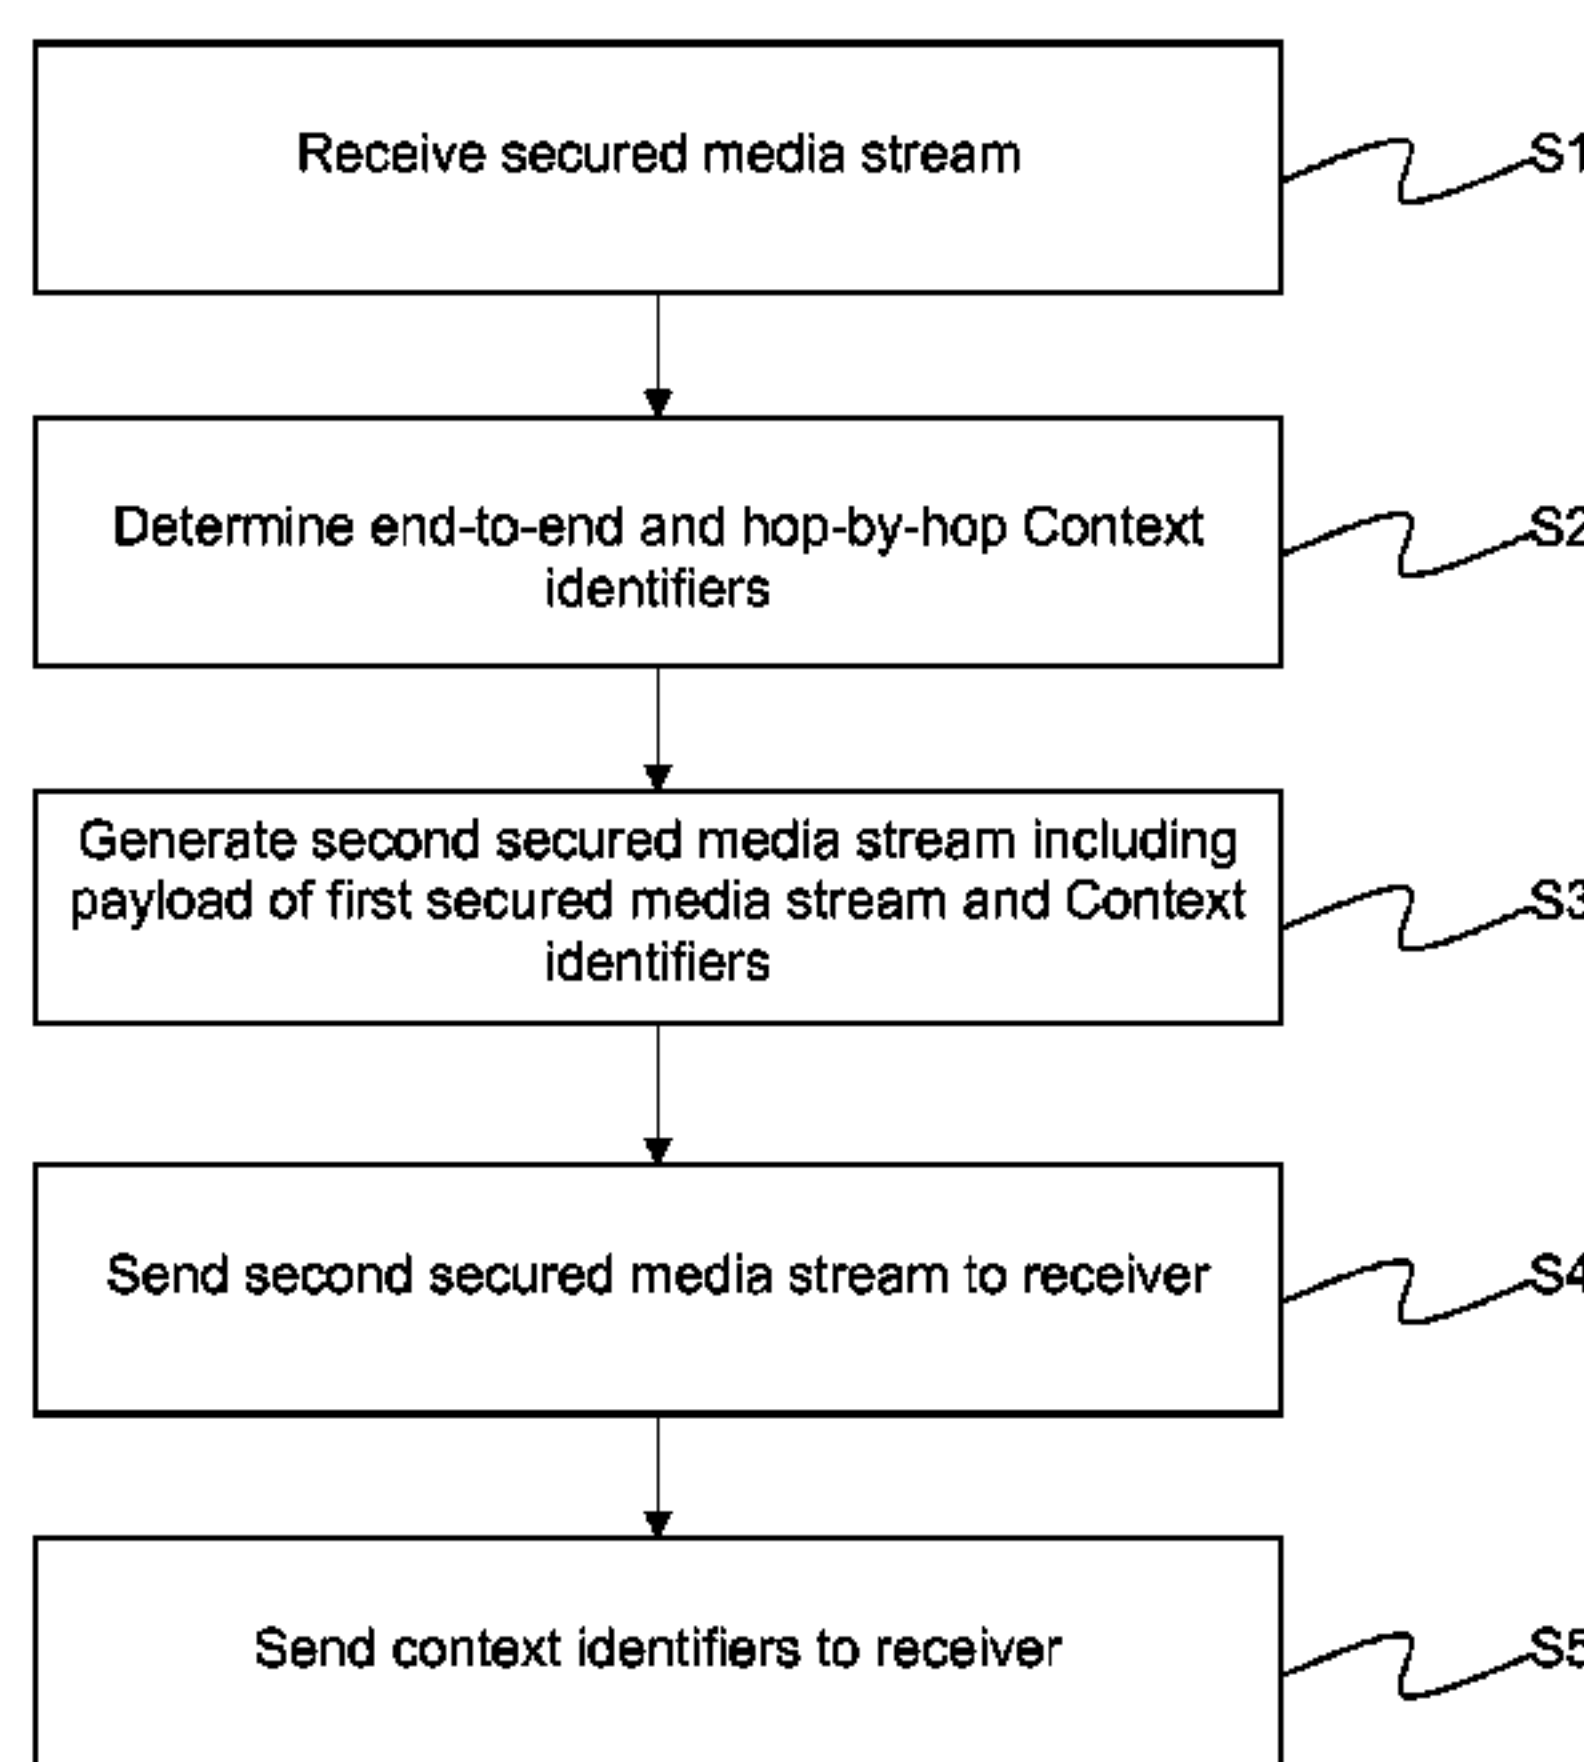 Receive secured media stream
S1
Determine end-to-end and hop-by-hop Context
identifiers
S2
Generate second secured media stream including
payload of first secured media stream and Context
identifiers
S3
Send second secured media stream to receiver
S4
Send context identifiers to receiver
S5